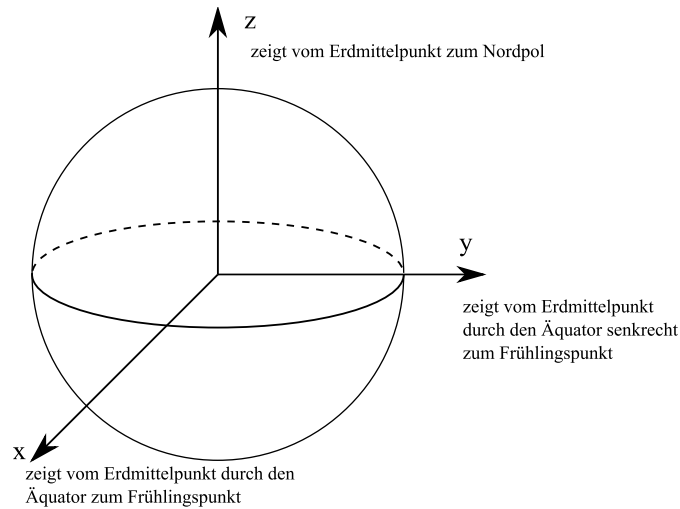 z
zeigt vom Erdmittelpunkt zum Nordpol
y
zeigt vom Erdmittelpunkt
durch den Äquator senkrecht
zum Frühlingspunkt
x
zeigt vom Erdmittelpunkt durch den
Äquator zum Frühlingspunkt